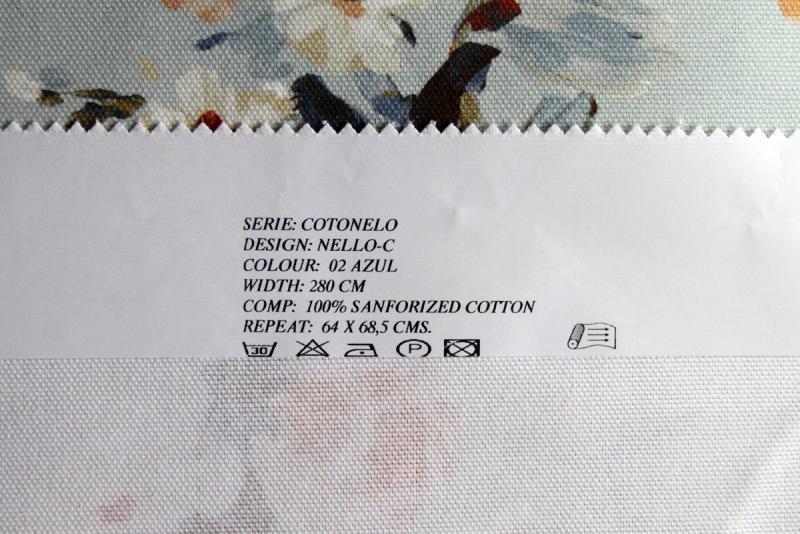 SERIE: COTONELO
DESIGN: NELLO-C
COLOUR: 02 AZUL
WIDTH: 280 CM
COMP: 100% SANFORIZED COTTON
REPEAT: 64 X 68,5 CMS.
30 P